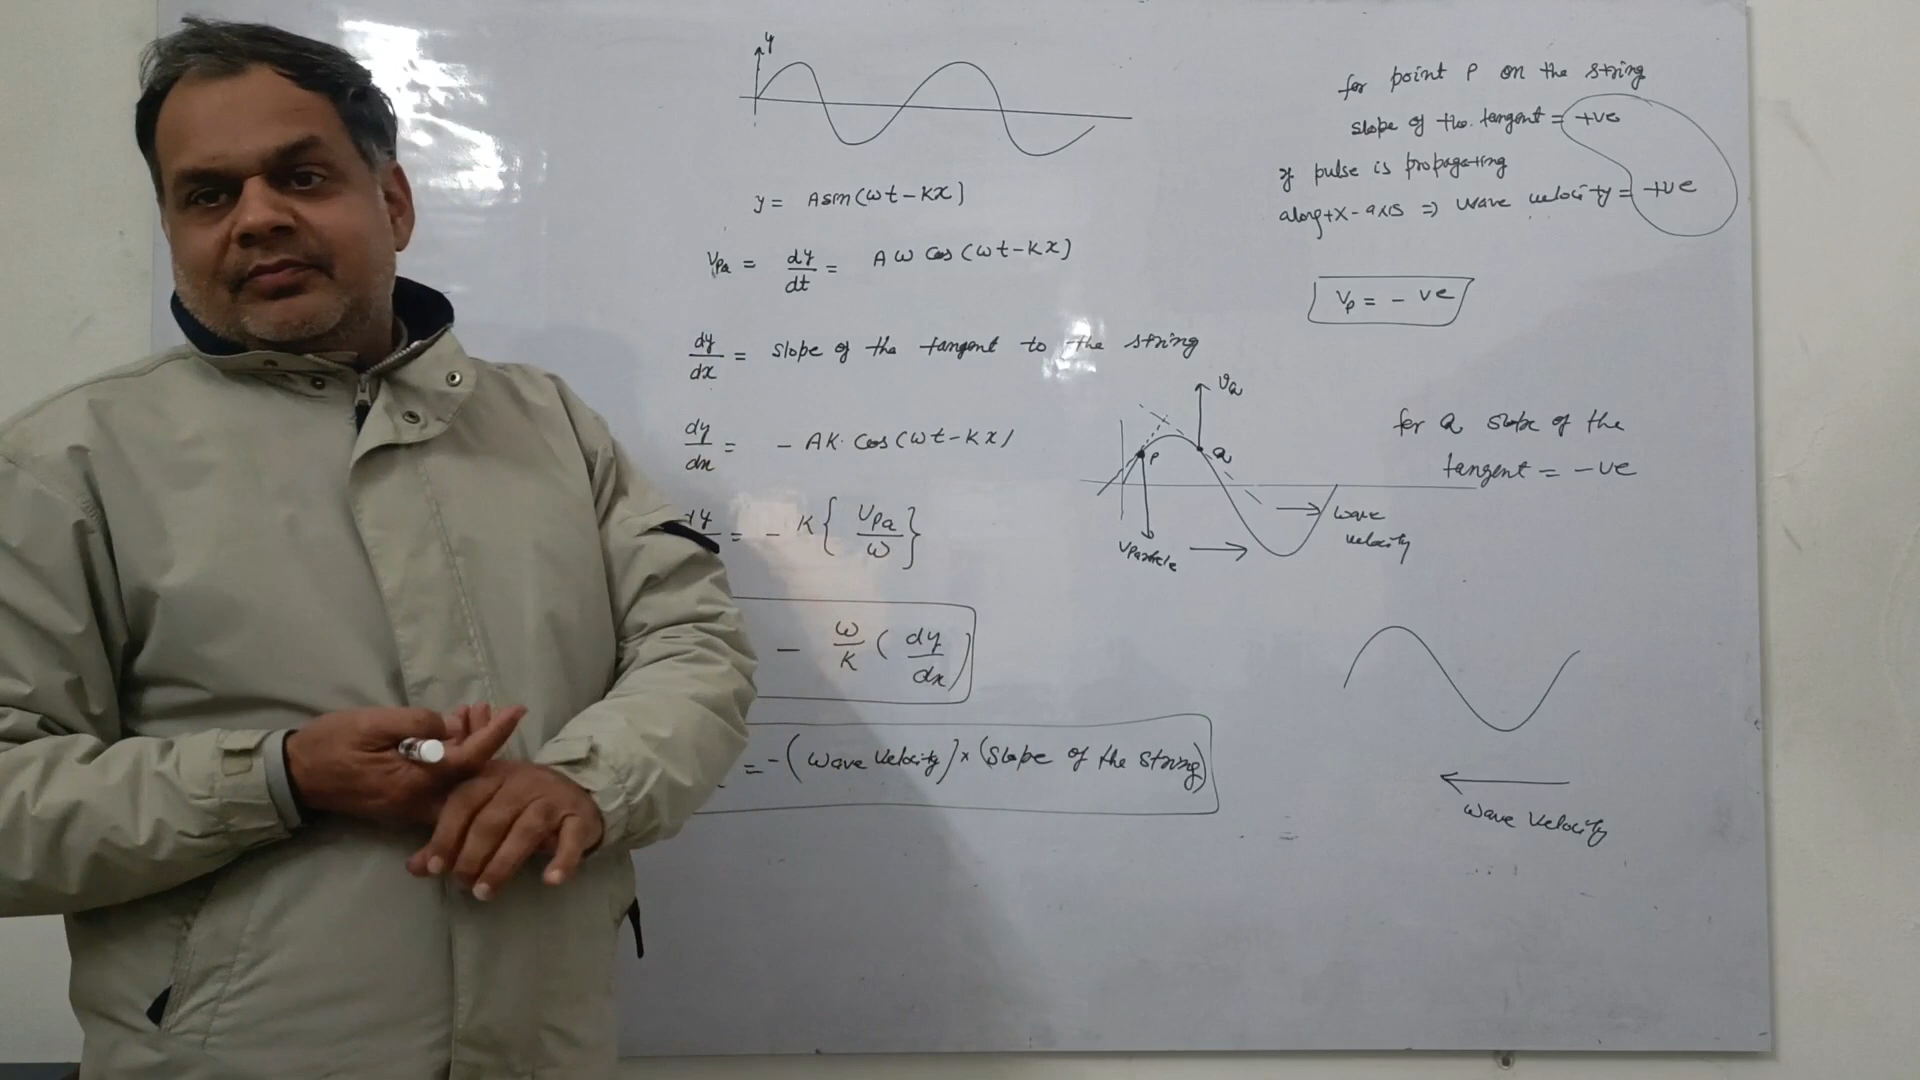 y
y = A sin(ωt - kx)
V_Pa = dy/dt = A ω Cos (ωt - kx)
dy/dx = slope of the tangent to the string
dy/dx = - AK. Cos(ωt - kx)
dy = - K { V_Pa / ω }
- ω/K ( dy/dx )
= - (Wave Velocity) × (Slope of the string)
for point P on the string
slope of the tangent = +ve
if pulse is propagating
along +x - axis ⇒ wave velocity = +ve
V_P = - ve
V_Q
P
Q
V particle
wave
velocity
for Q slope of the
tangent = -ve
Wave Velocity